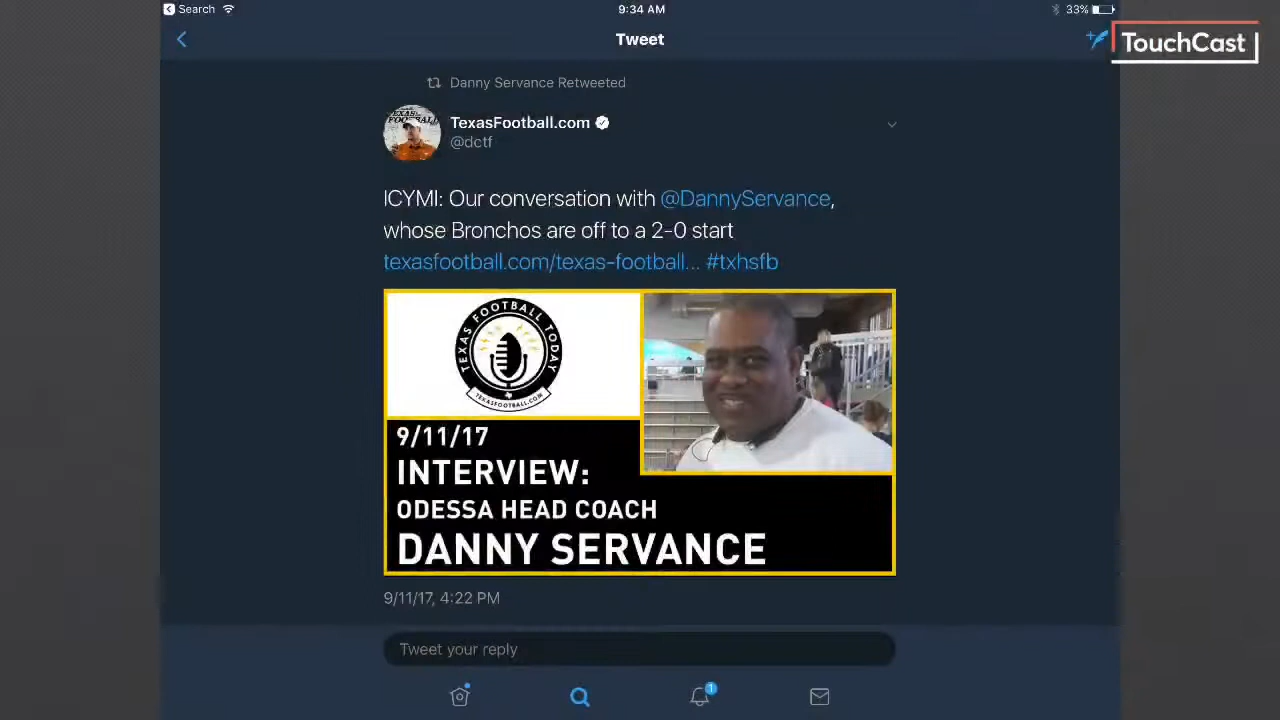 Search
9:34 AM
33%
Tweet
TouchCast
Danny Servance Retweeted
TEXAS
FOOTBALL
TexasFootball.com
@dctf
ICYMI: Our conversation with @DannyServance,
whose Bronchos are off to a 2-0 start
texasfootball.com/texas-football... #txhsfb
TEXAS FOOTBALL TODAY
TEXASFOOTBALL.COM
9/11/17
INTERVIEW:
ODESSA HEAD COACH
DANNY SERVANCE
9/11/17, 4:22 PM
Tweet your reply
1